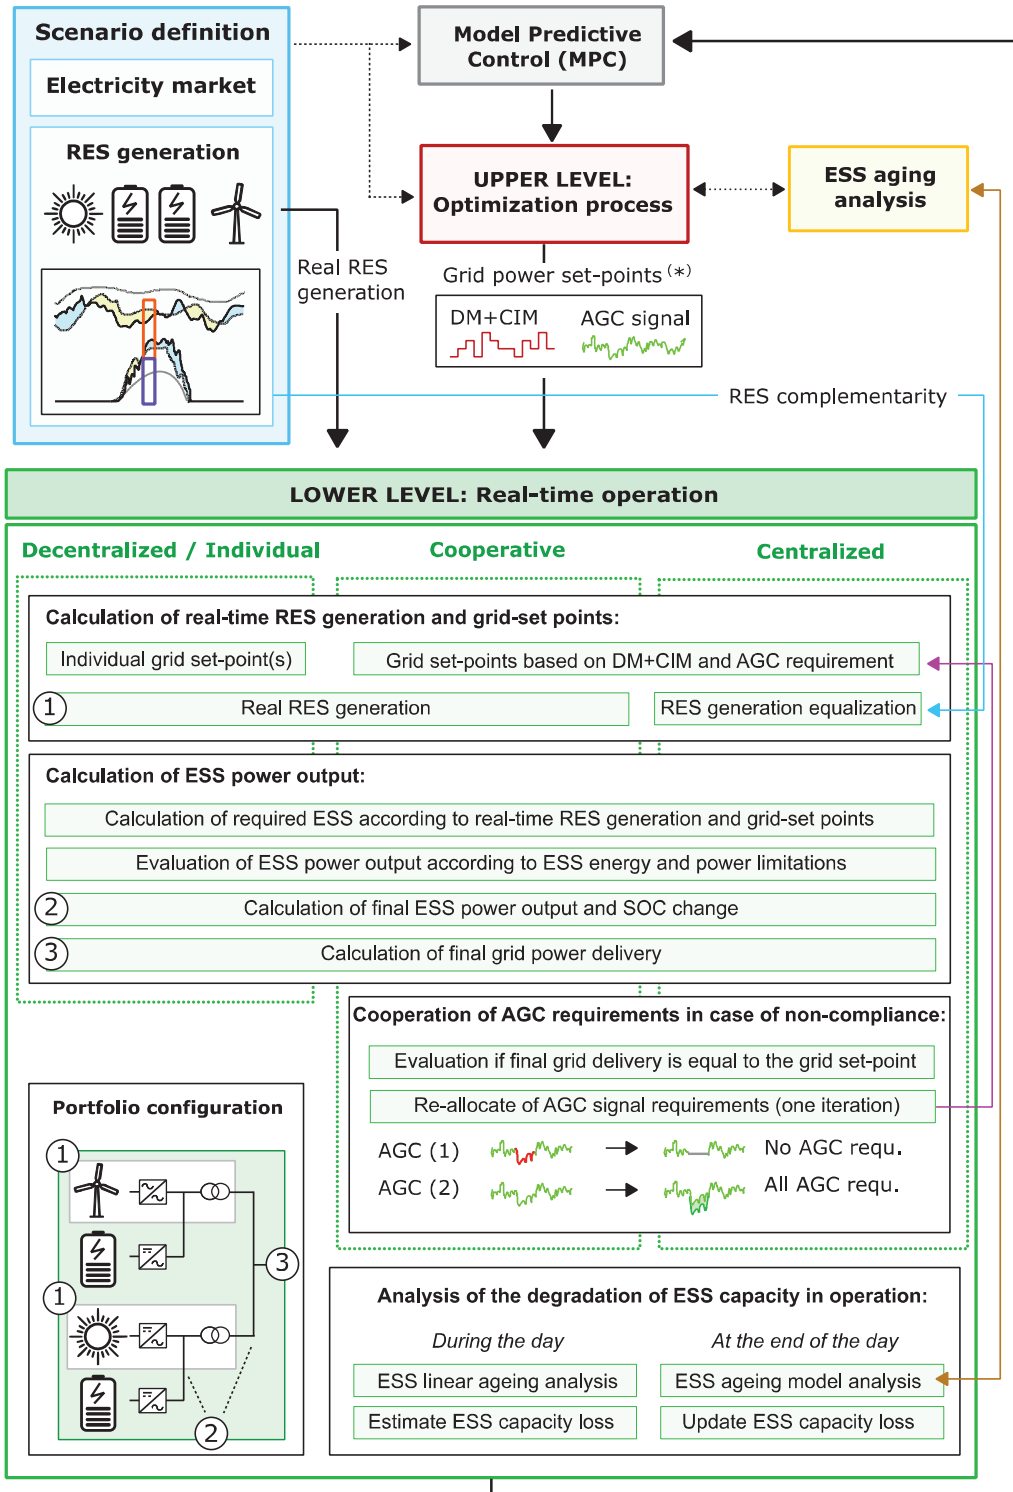 Scenario definition
Electricity market
RES generation
Model Predictive
Control (MPC)
UPPER LEVEL:
Optimization process
ESS aging
analysis
Real RES
generation
Grid power set-points (*)
DM+CIM
AGC signal
RES complementarity
LOWER LEVEL: Real-time operation
Decentralized / Individual
Cooperative
Centralized
Calculation of real-time RES generation and grid-set points:
Individual grid set-point(s)
Grid set-points based on DM+CIM and AGC requirement
1
Real RES generation
RES generation equalization
Calculation of ESS power output:
Calculation of required ESS according to real-time RES generation and grid-set points
Evaluation of ESS power output according to ESS energy and power limitations
2
Calculation of final ESS power output and SOC change
3
Calculation of final grid power delivery
Cooperation of AGC requirements in case of non-compliance:
Evaluation if final grid delivery is equal to the grid set-point
Re-allocate of AGC signal requirements (one iteration)
AGC (1)
No AGC requ.
AGC (2)
All AGC requ.
Portfolio configuration
1
3
1
2
Analysis of the degradation of ESS capacity in operation:
During the day
At the end of the day
ESS linear ageing analysis
ESS ageing model analysis
Estimate ESS capacity loss
Update ESS capacity loss